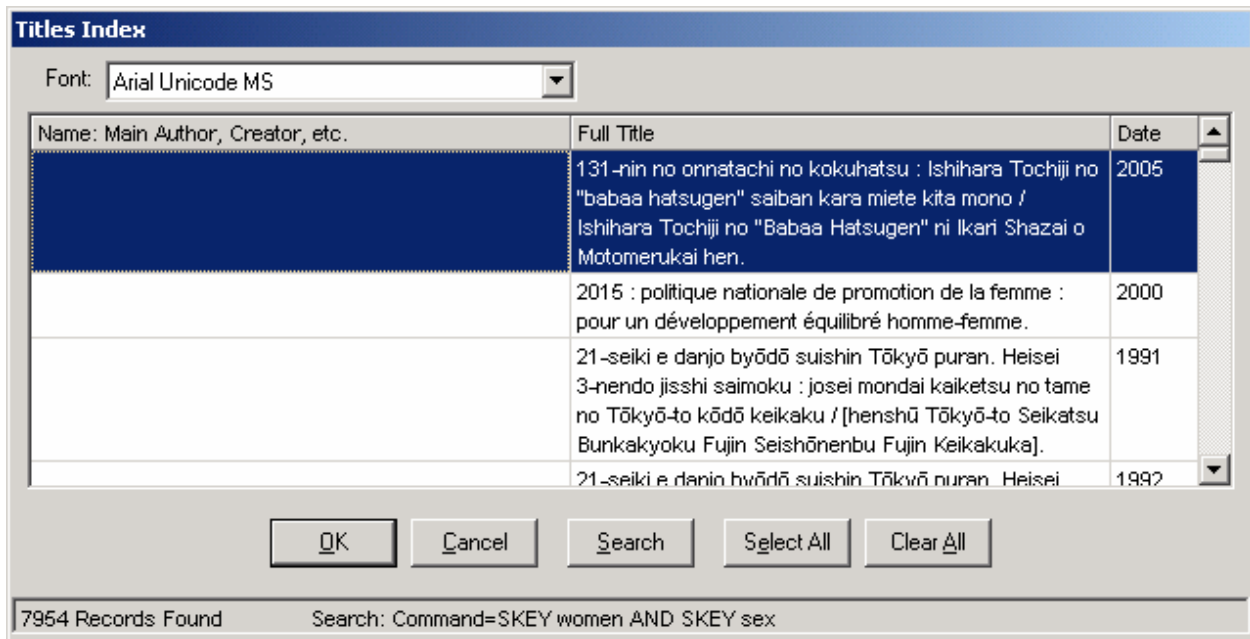 Titles Index
Font: Arial Unicode MS
Name: Main Author, Creator, etc. Full Title Date
131-nin no onnatachi no kokuhatsu : Ishihara Tochiji no 2005
"babaa hatsugen" saiban kara miete kita mono /
Ishihara Tochiji no "Babaa Hatsugen" ni Ikari Shazai o
Motomerukai hen.
2015 : politique nationale de promotion de la femme : 2000
pour un développement équilibré homme-femme.
21-seiki e danjo byōdō suishin Tōkyō puran. Heisei 1991
3-nendo jisshi saimoku : josei mondai kaiketsu no tame
no Tōkyō-to kōdō keikaku / [henshū Tōkyō-to Seikatsu
Bunkakyoku Fujin Seishōnenbu Fujin Keikakuka].
21-seiki e danjo byōdō suishin Tōkyō puran. Heisei 1992
OK Cancel Search Select All Clear All
7954 Records Found Search: Command=SKEY women AND SKEY sex